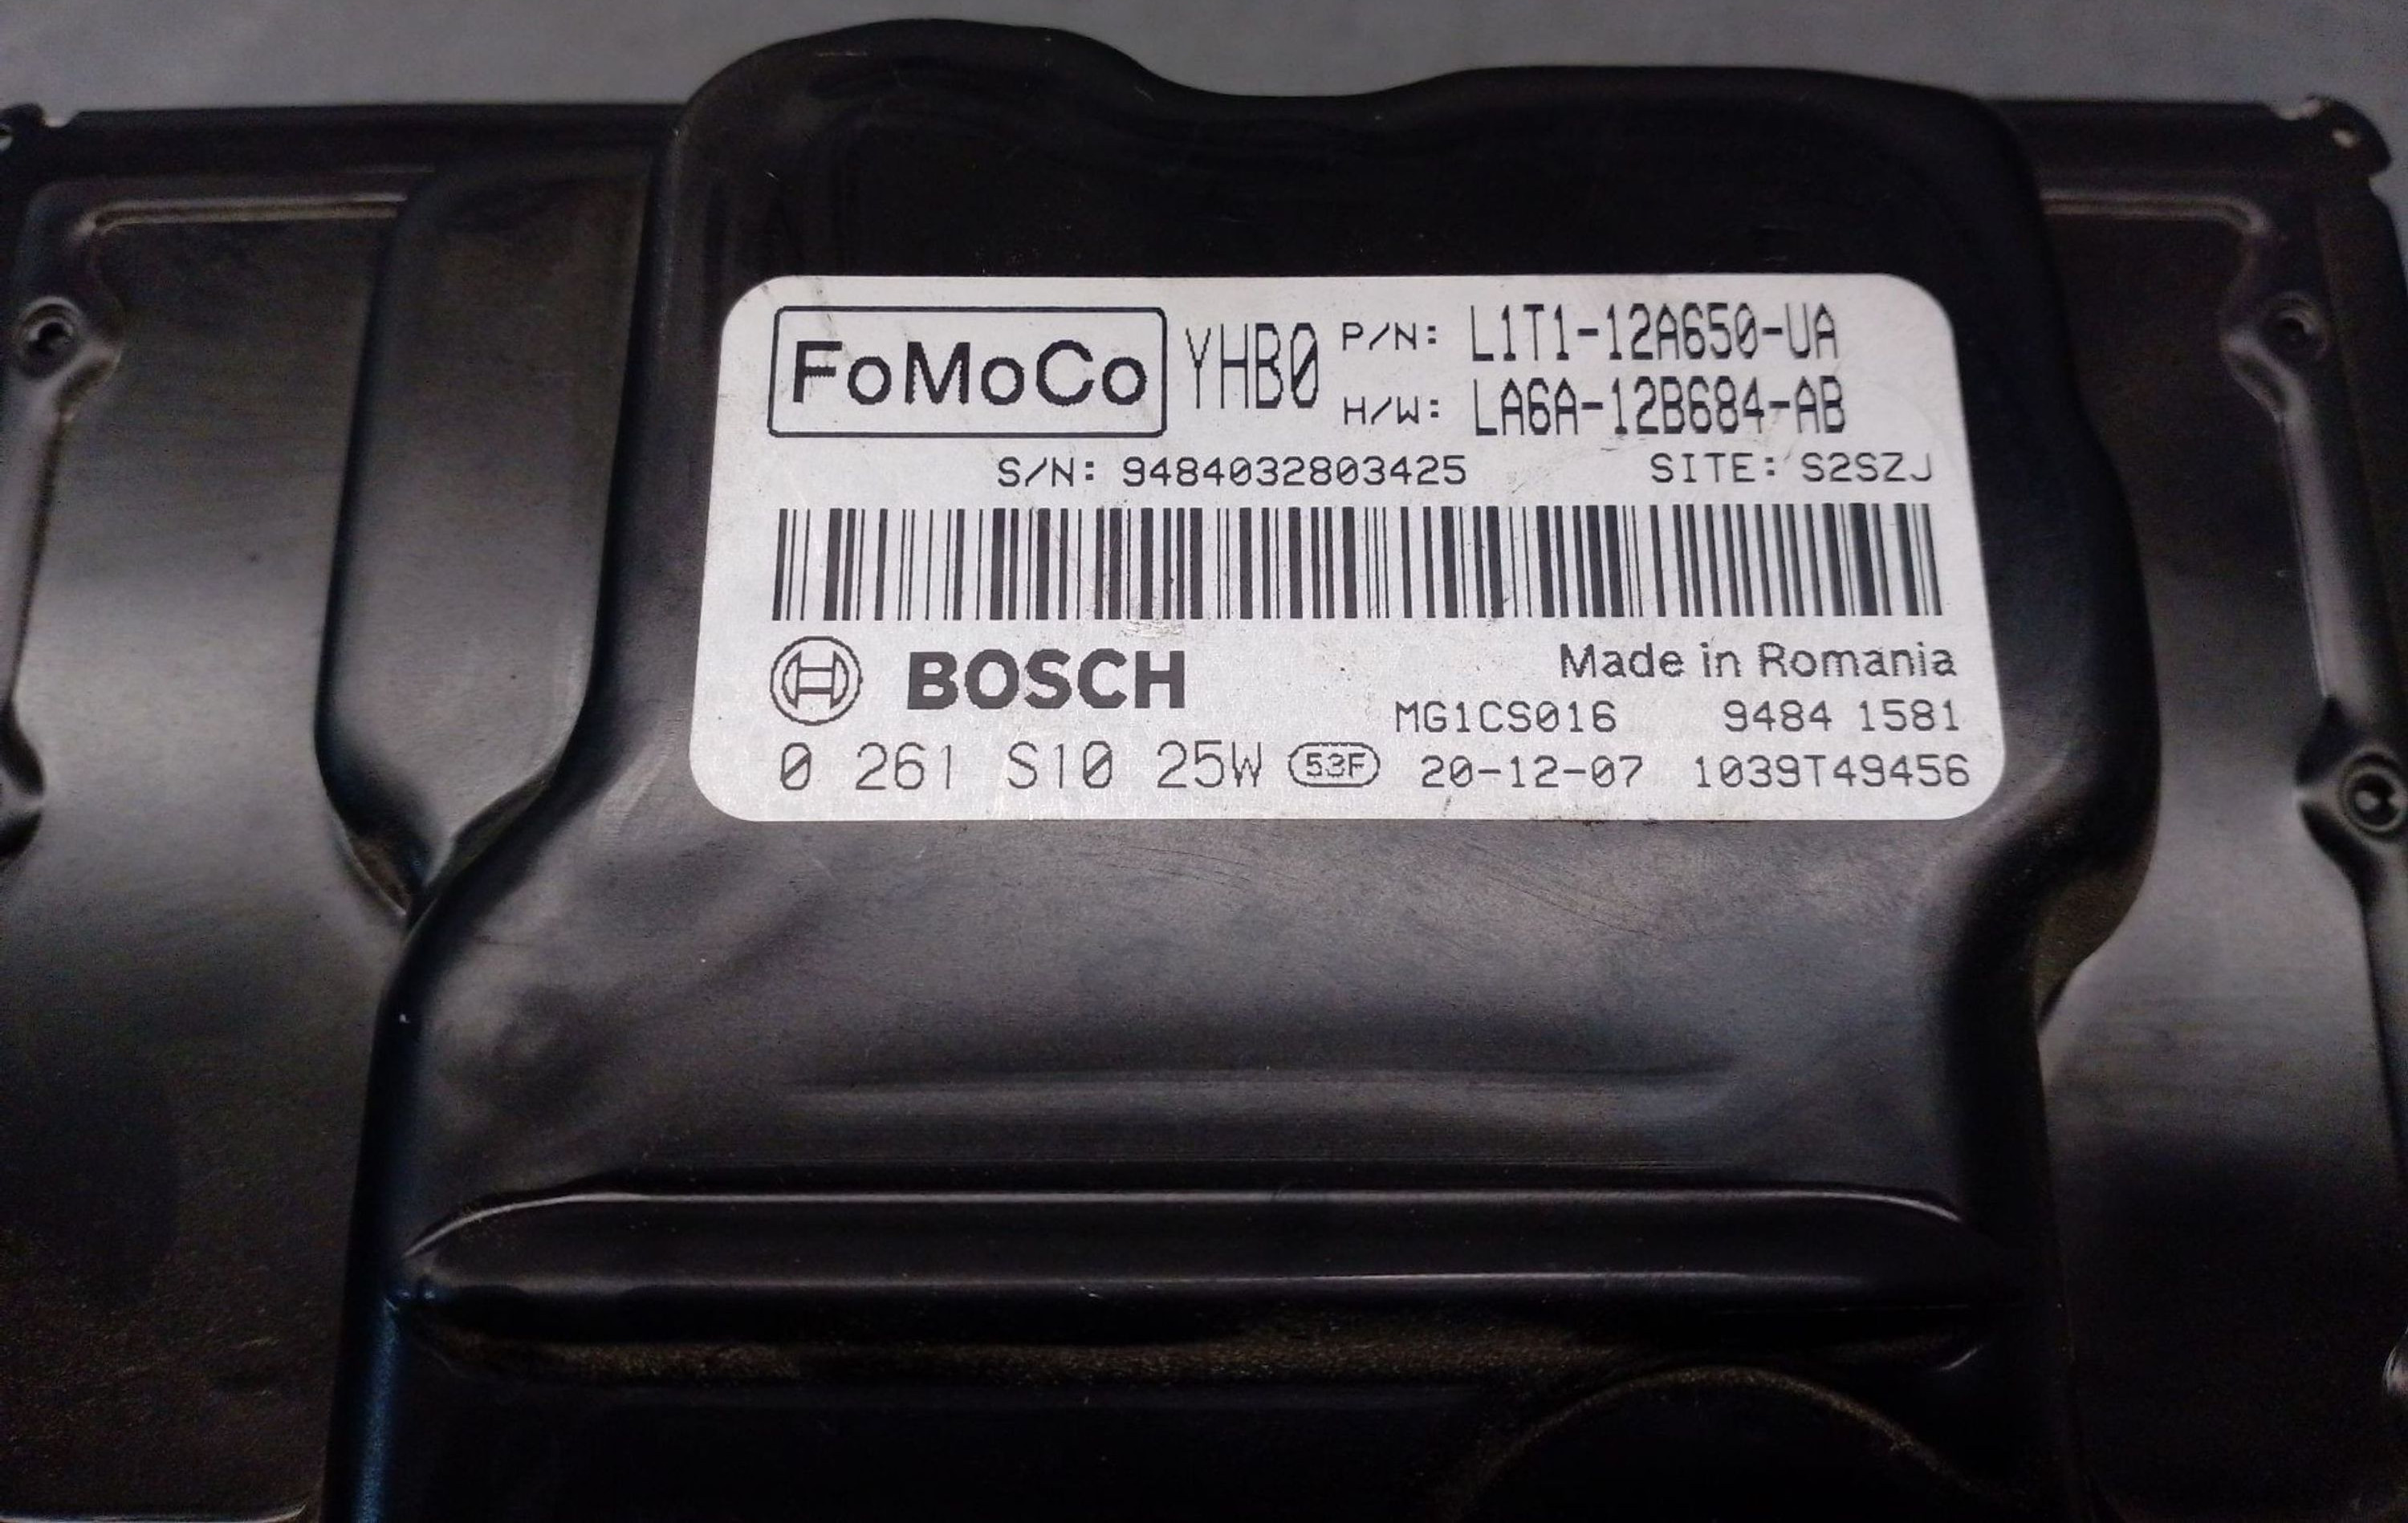 FoMoCo YHB0 P/N: L1T1-12A650-UA
H/W: LA6A-12B684-AB
S/N: 9484032803425 SITE: S2SZJ
BOSCH Made in Romania
MG1CS016 9484 1581
0 261 S10 25W 53F 20-12-07 1039T49456